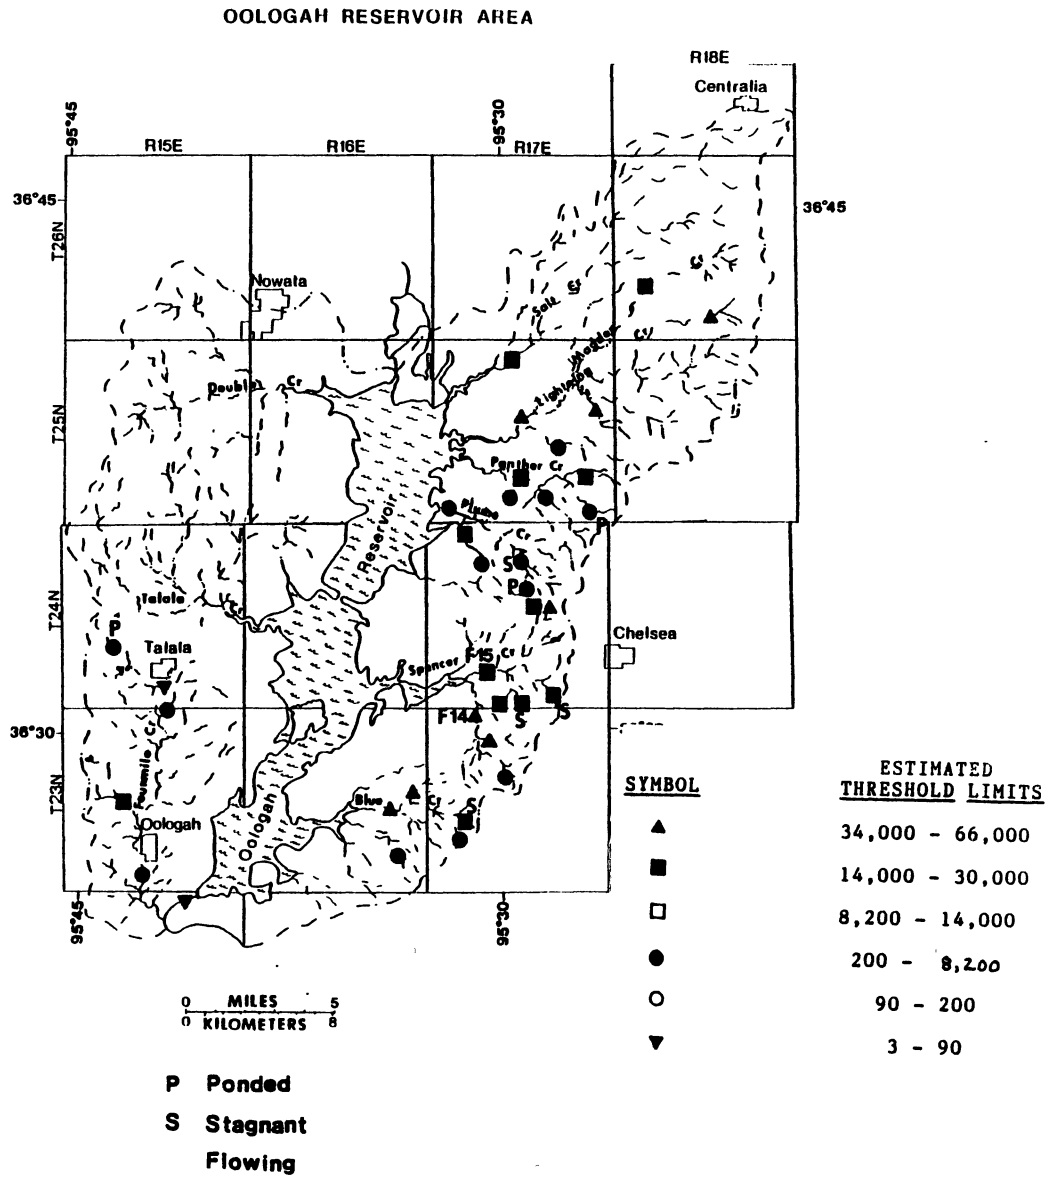 OOLOGAH RESERVOIR AREA
R18E
Centralia
95°45
95°30
R15E
R16E
R17E
36°45
36°45
T26N
Cr
Nowata
Salt Cr
Madden
Cr
Lightning
Double Cr
T25N
Panther Cr
Plumb
P
Reservoir
Cr
S
P
Talala
Cr
T24N
P
Chelsea
Talala
F15
Spencer Cr
S
S
F14
36°30
Fourmile Cr
SYMBOL
ESTIMATED
THRESHOLD LIMITS
T23N
Blue Cr
S
Oologah
Oologah
34,000 - 66,000
14,000 - 30,000
8,200 - 14,000
95°45
95°30
200 - 8,200
0 MILES 5
0 KILOMETERS 8
90 - 200
3 - 90
P Ponded
S Stagnant
Flowing